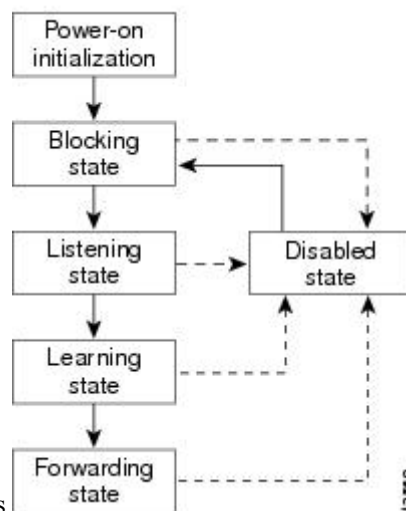 Power-on
initialization
Blocking
state
Listening
state
Disabled
state
Learning
state
Forwarding
state
s